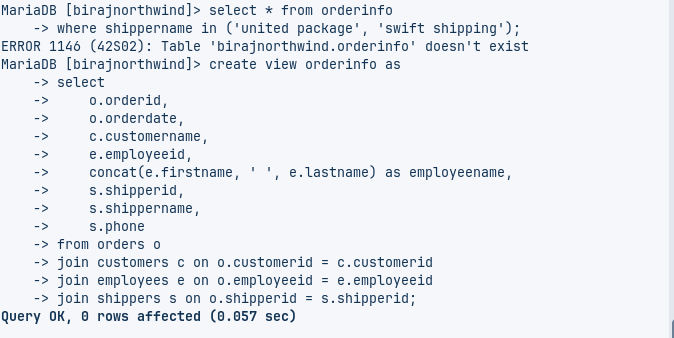 MariaDB [birajnorthwind]> select * from orderinfo
    -> where shippername in ('united package', 'swift shipping');
ERROR 1146 (42S02): Table 'birajnorthwind.orderinfo' doesn't exist
MariaDB [birajnorthwind]> create view orderinfo as
    -> select
    ->     o.orderid,
    ->     o.orderdate,
    ->     c.customername,
    ->     e.employeeid,
    ->     concat(e.firstname, ' ', e.lastname) as employeename,
    ->     s.shipperid,
    ->     s.shippername,
    ->     s.phone
    -> from orders o
    -> join customers c on o.customerid = c.customerid
    -> join employees e on o.employeeid = e.employeeid
    -> join shippers s on o.shipperid = s.shipperid;
Query OK, 0 rows affected (0.057 sec)